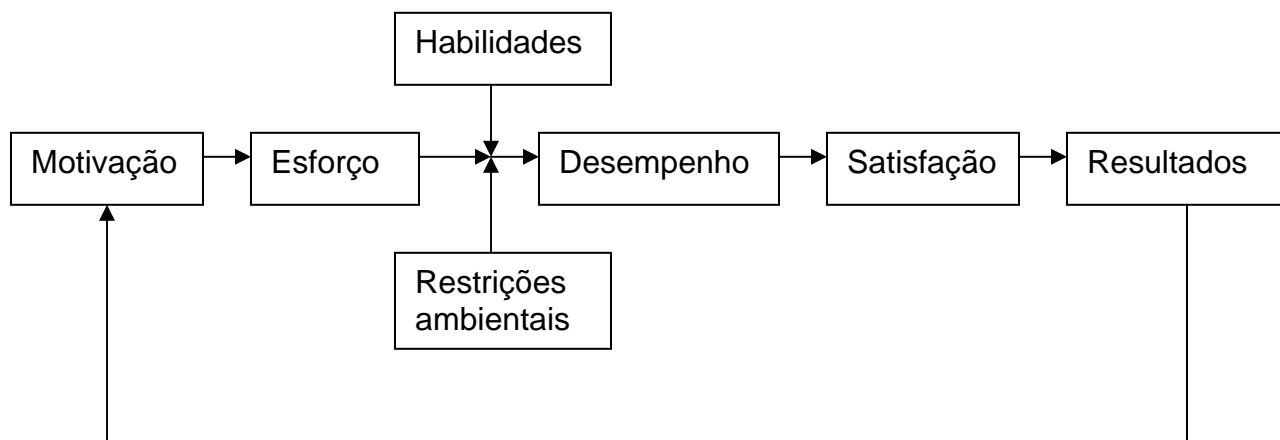 Habilidades
Motivação
Esforço
Desempenho
Satisfação
Resultados
Restrições
ambientais